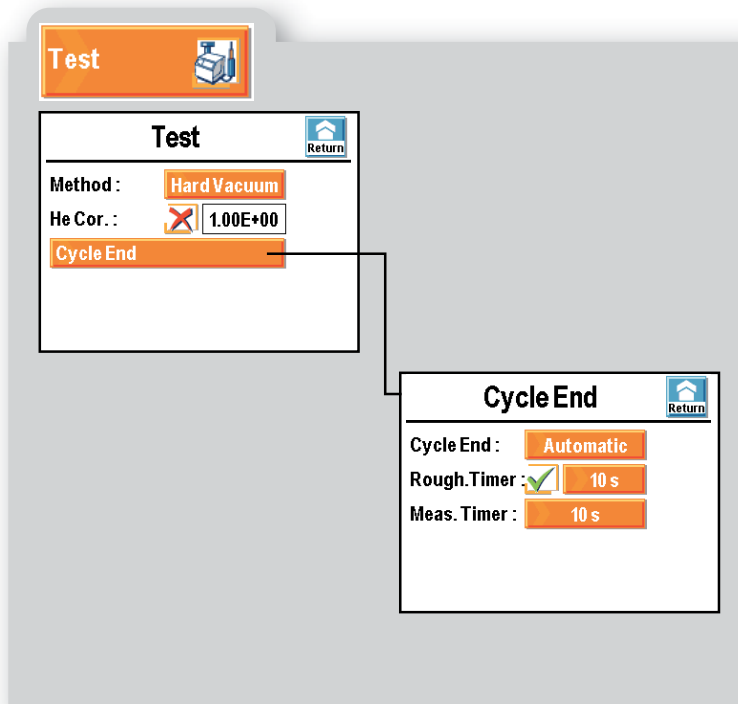 Test
Test
Return
Method : Hard Vacuum
He Cor. : 1.00E+00
Cycle End
Cycle End
Return
Cycle End : Automatic
Rough.Timer : 10 s
Meas. Timer : 10 s